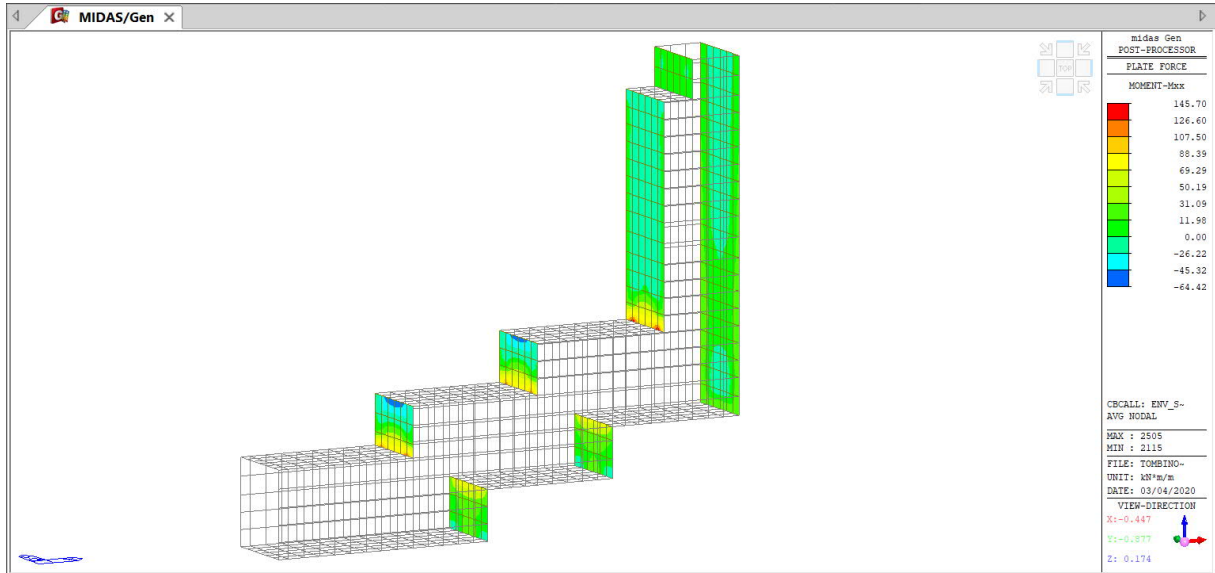 MIDAS/Gen
TOP
midas Gen
POST-PROCESSOR
PLATE FORCE
MOMENT-Mxx
145.70
126.60
107.50
88.39
69.29
50.19
31.09
11.98
0.00
-26.22
-45.32
-64.42
CBCALL: ENV_S~
AVG NODAL
MAX : 2505
MIN : 2115
FILE: TOMBINO~
UNIT: kN*m/m
DATE: 03/04/2020
VIEW-DIRECTION
X:-0.447
Y:-0.877
Z: 0.174